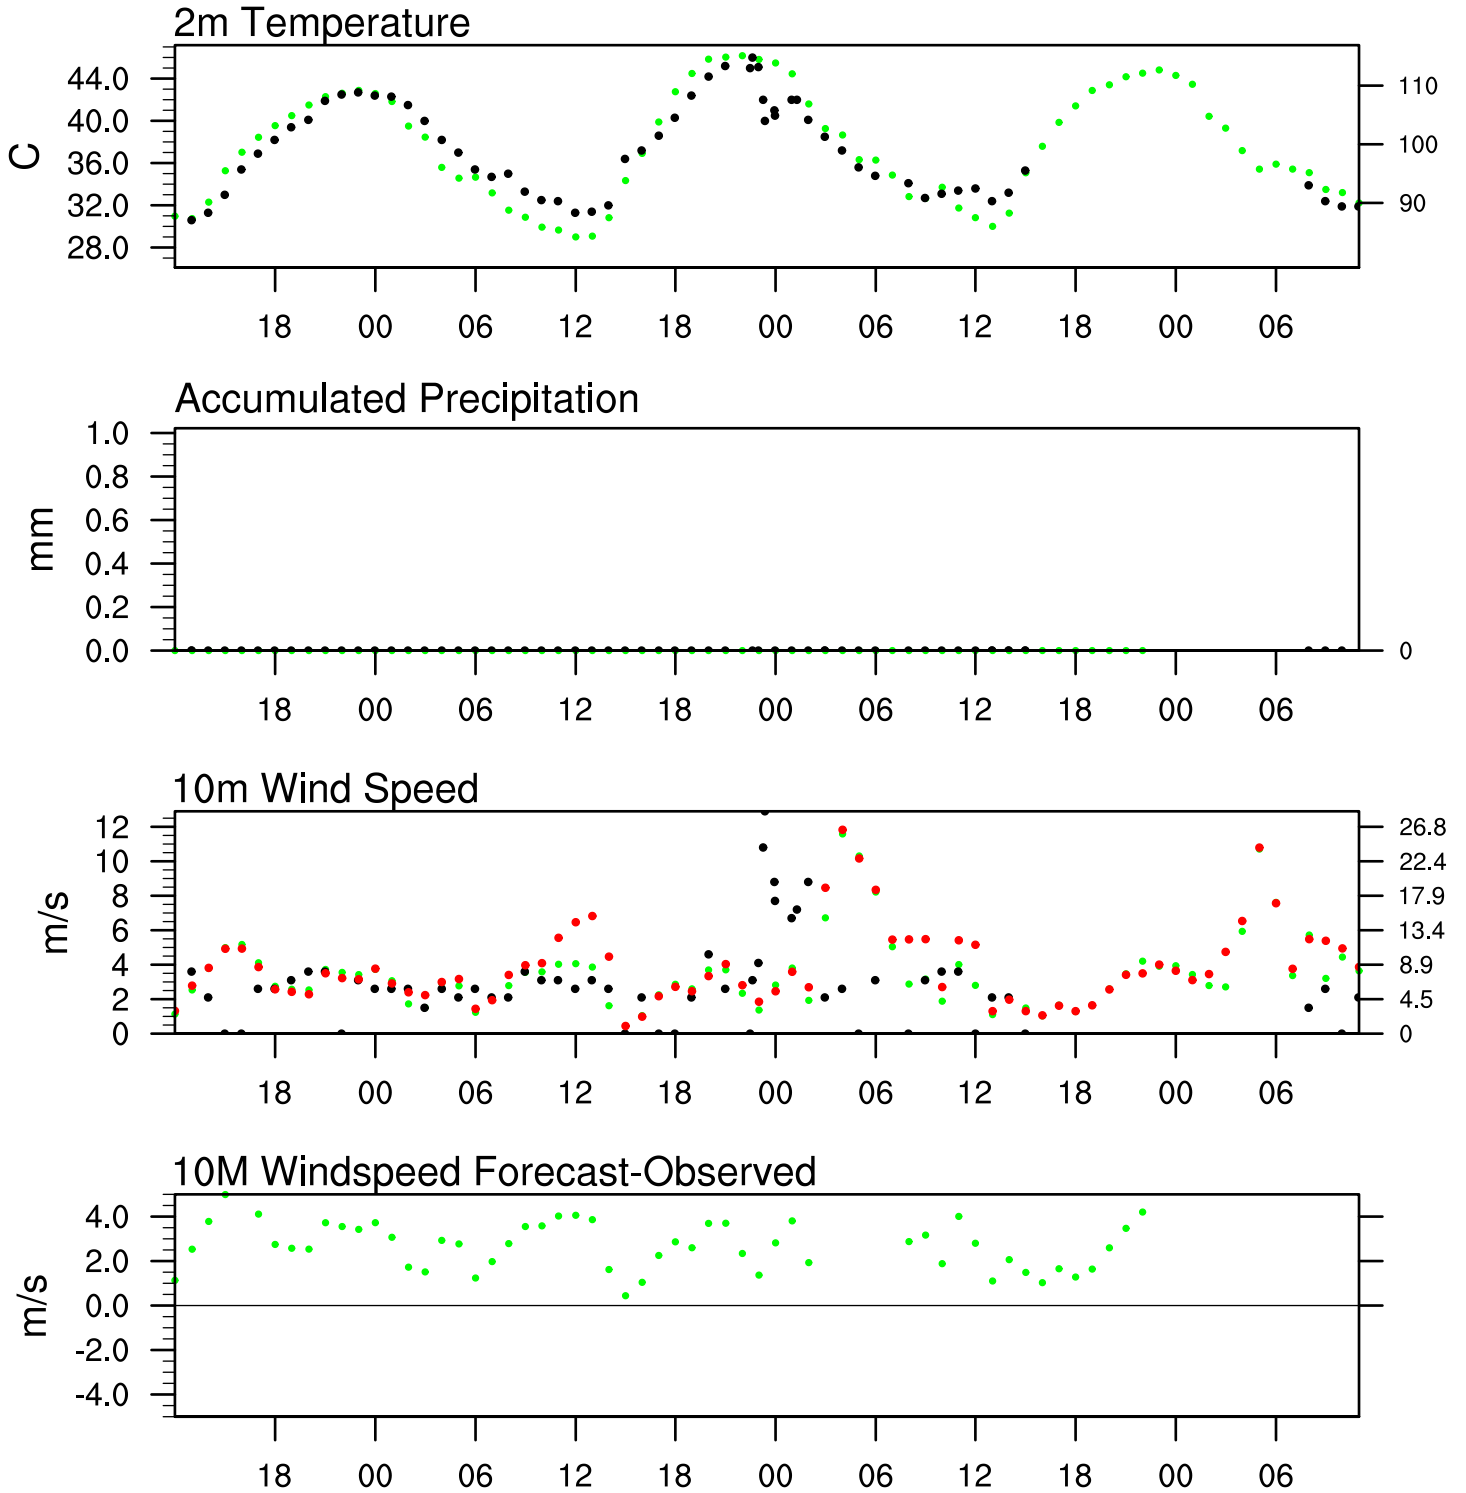 2m Temperature
44.0
40.0
36.0
32.0
28.0
C
110
100
90
18 00 06 12 18 00 06 12 18 00 06
Accumulated Precipitation
1.0
0.8
0.6
0.4
0.2
0.0
mm
0
18 00 06 12 18 00 06 12 18 00 06
10m Wind Speed
12
10
8
6
4
2
0
m/s
26.8
22.4
17.9
13.4
8.9
4.5
0
18 00 06 12 18 00 06 12 18 00 06
10M Windspeed Forecast-Observed
4.0
2.0
0.0
-2.0
-4.0
m/s
18 00 06 12 18 00 06 12 18 00 06